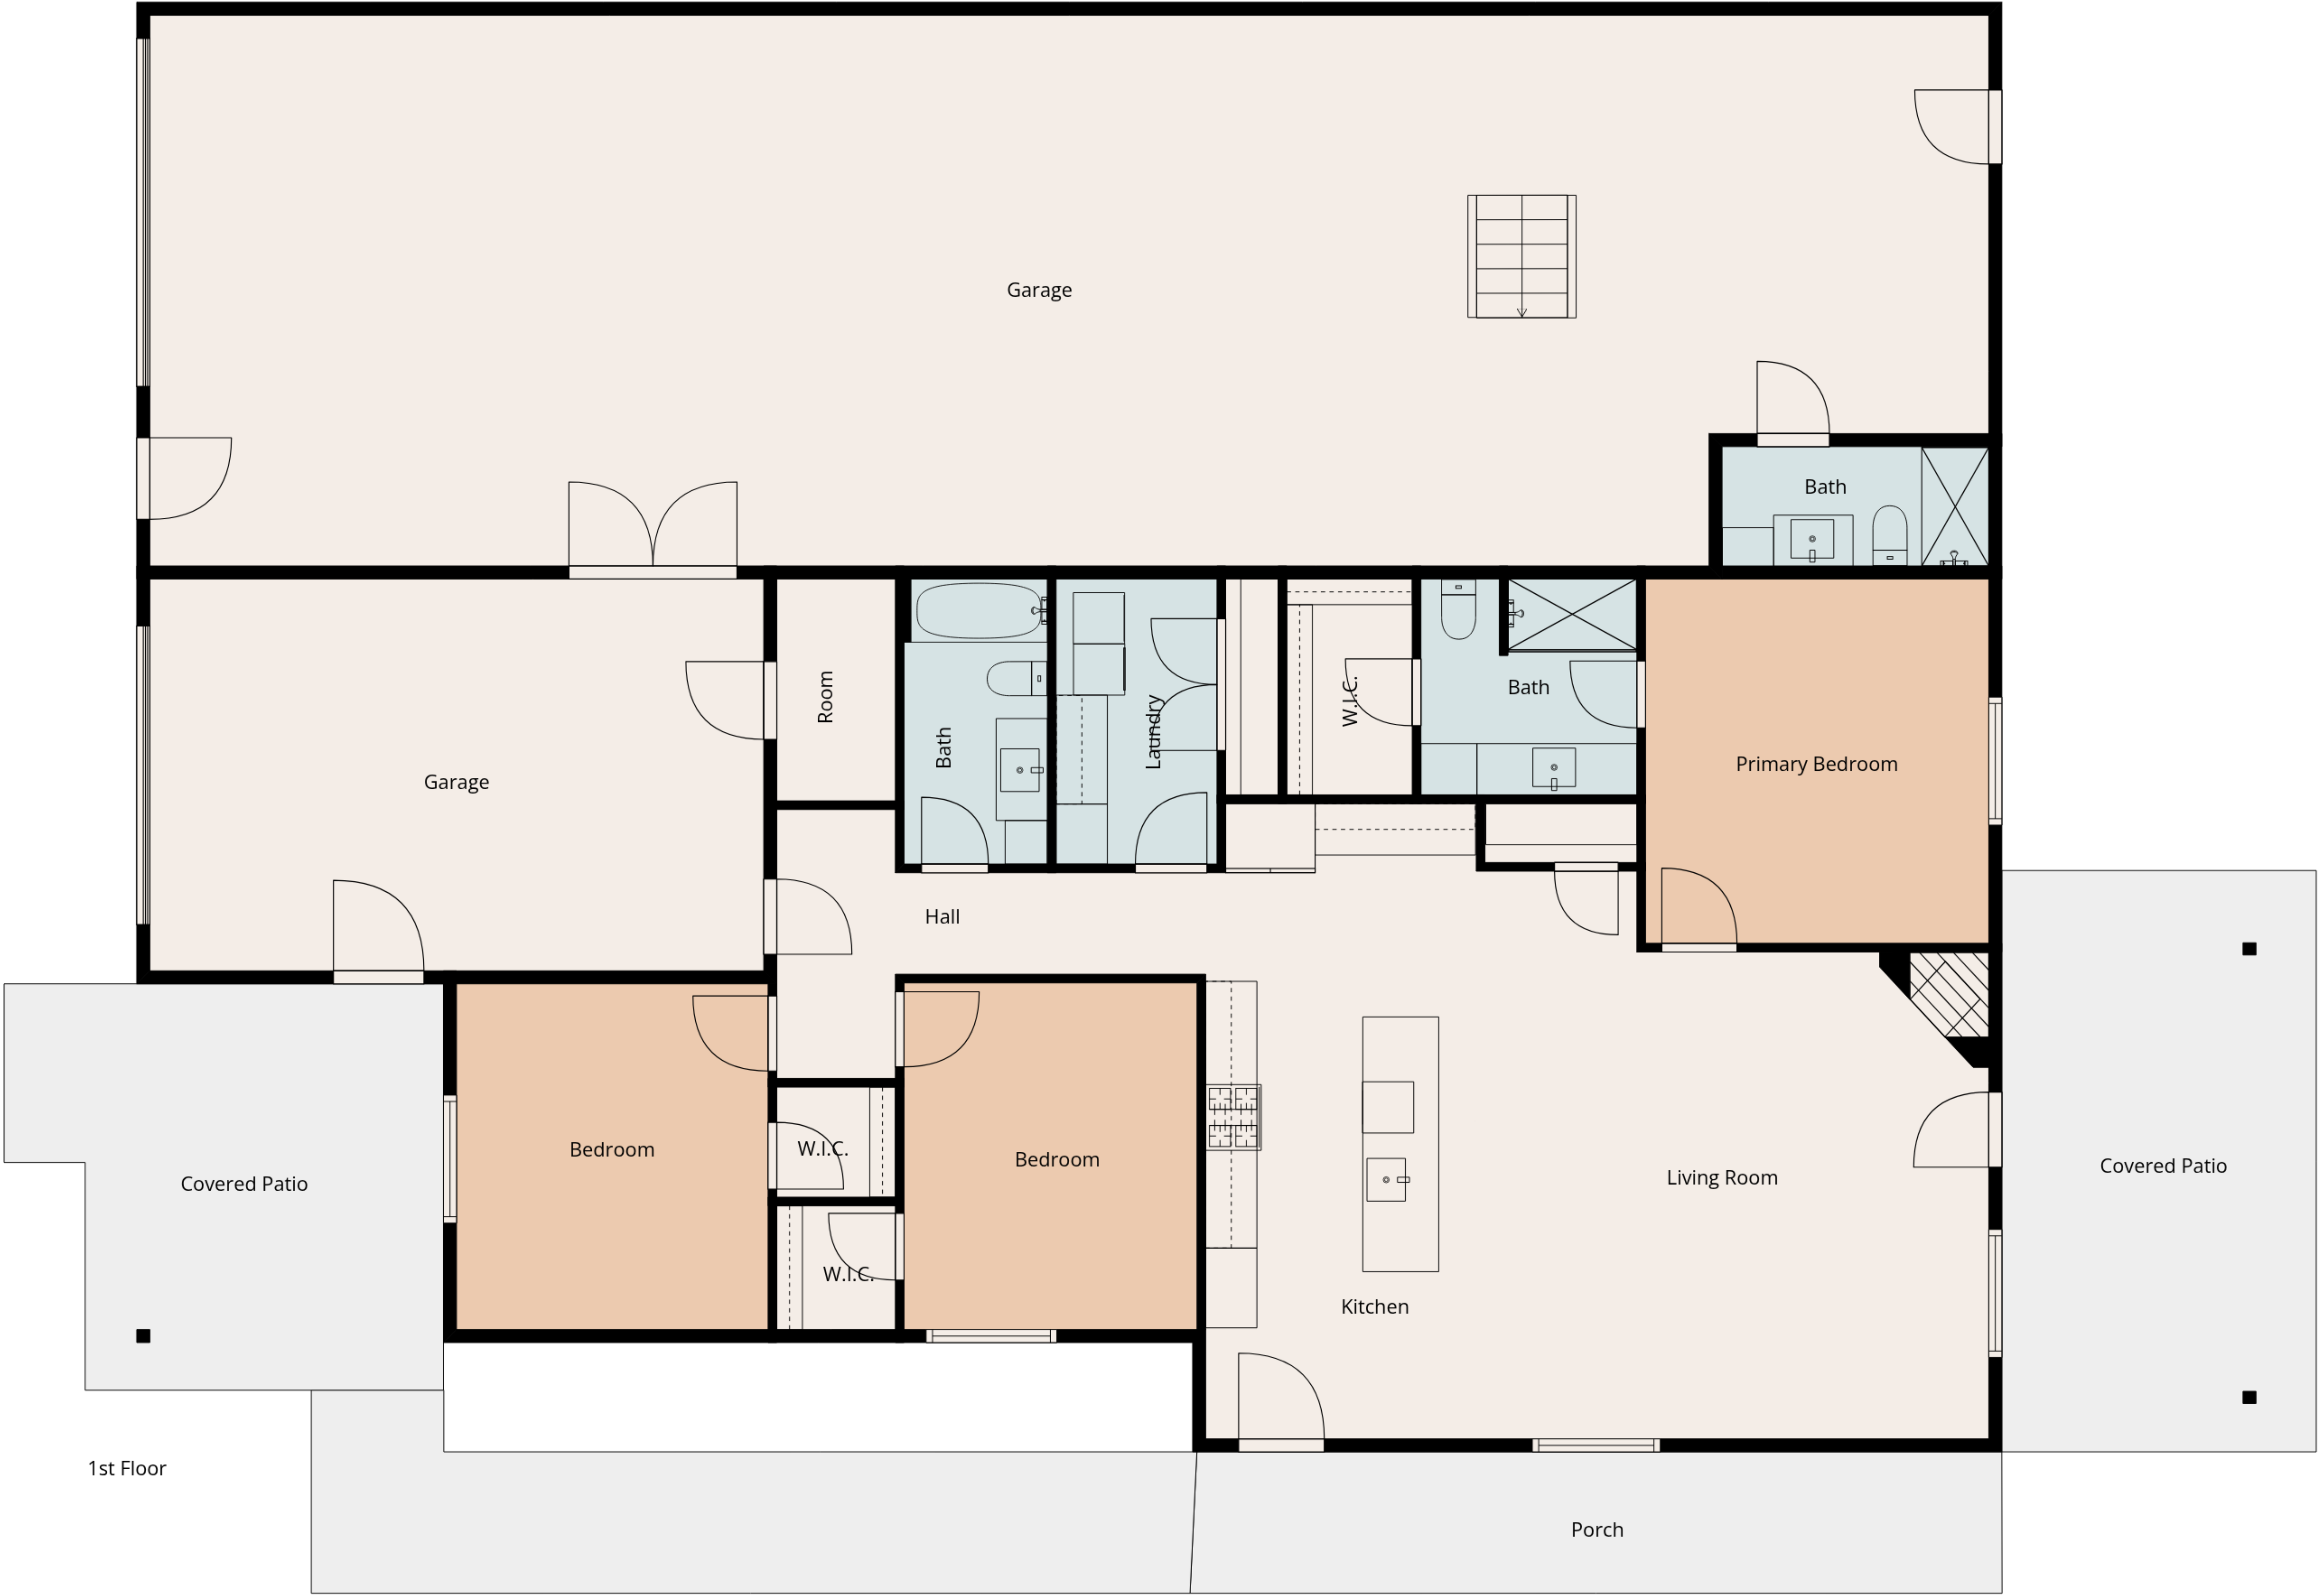 Garage
Bath
Garage
Room
Bath
Laundry
W.I.C.
Bath
Primary Bedroom
Hall
Covered Patio
Bedroom
W.I.C.
W.I.C.
Bedroom
Kitchen
Living Room
Covered Patio
1st Floor
Porch